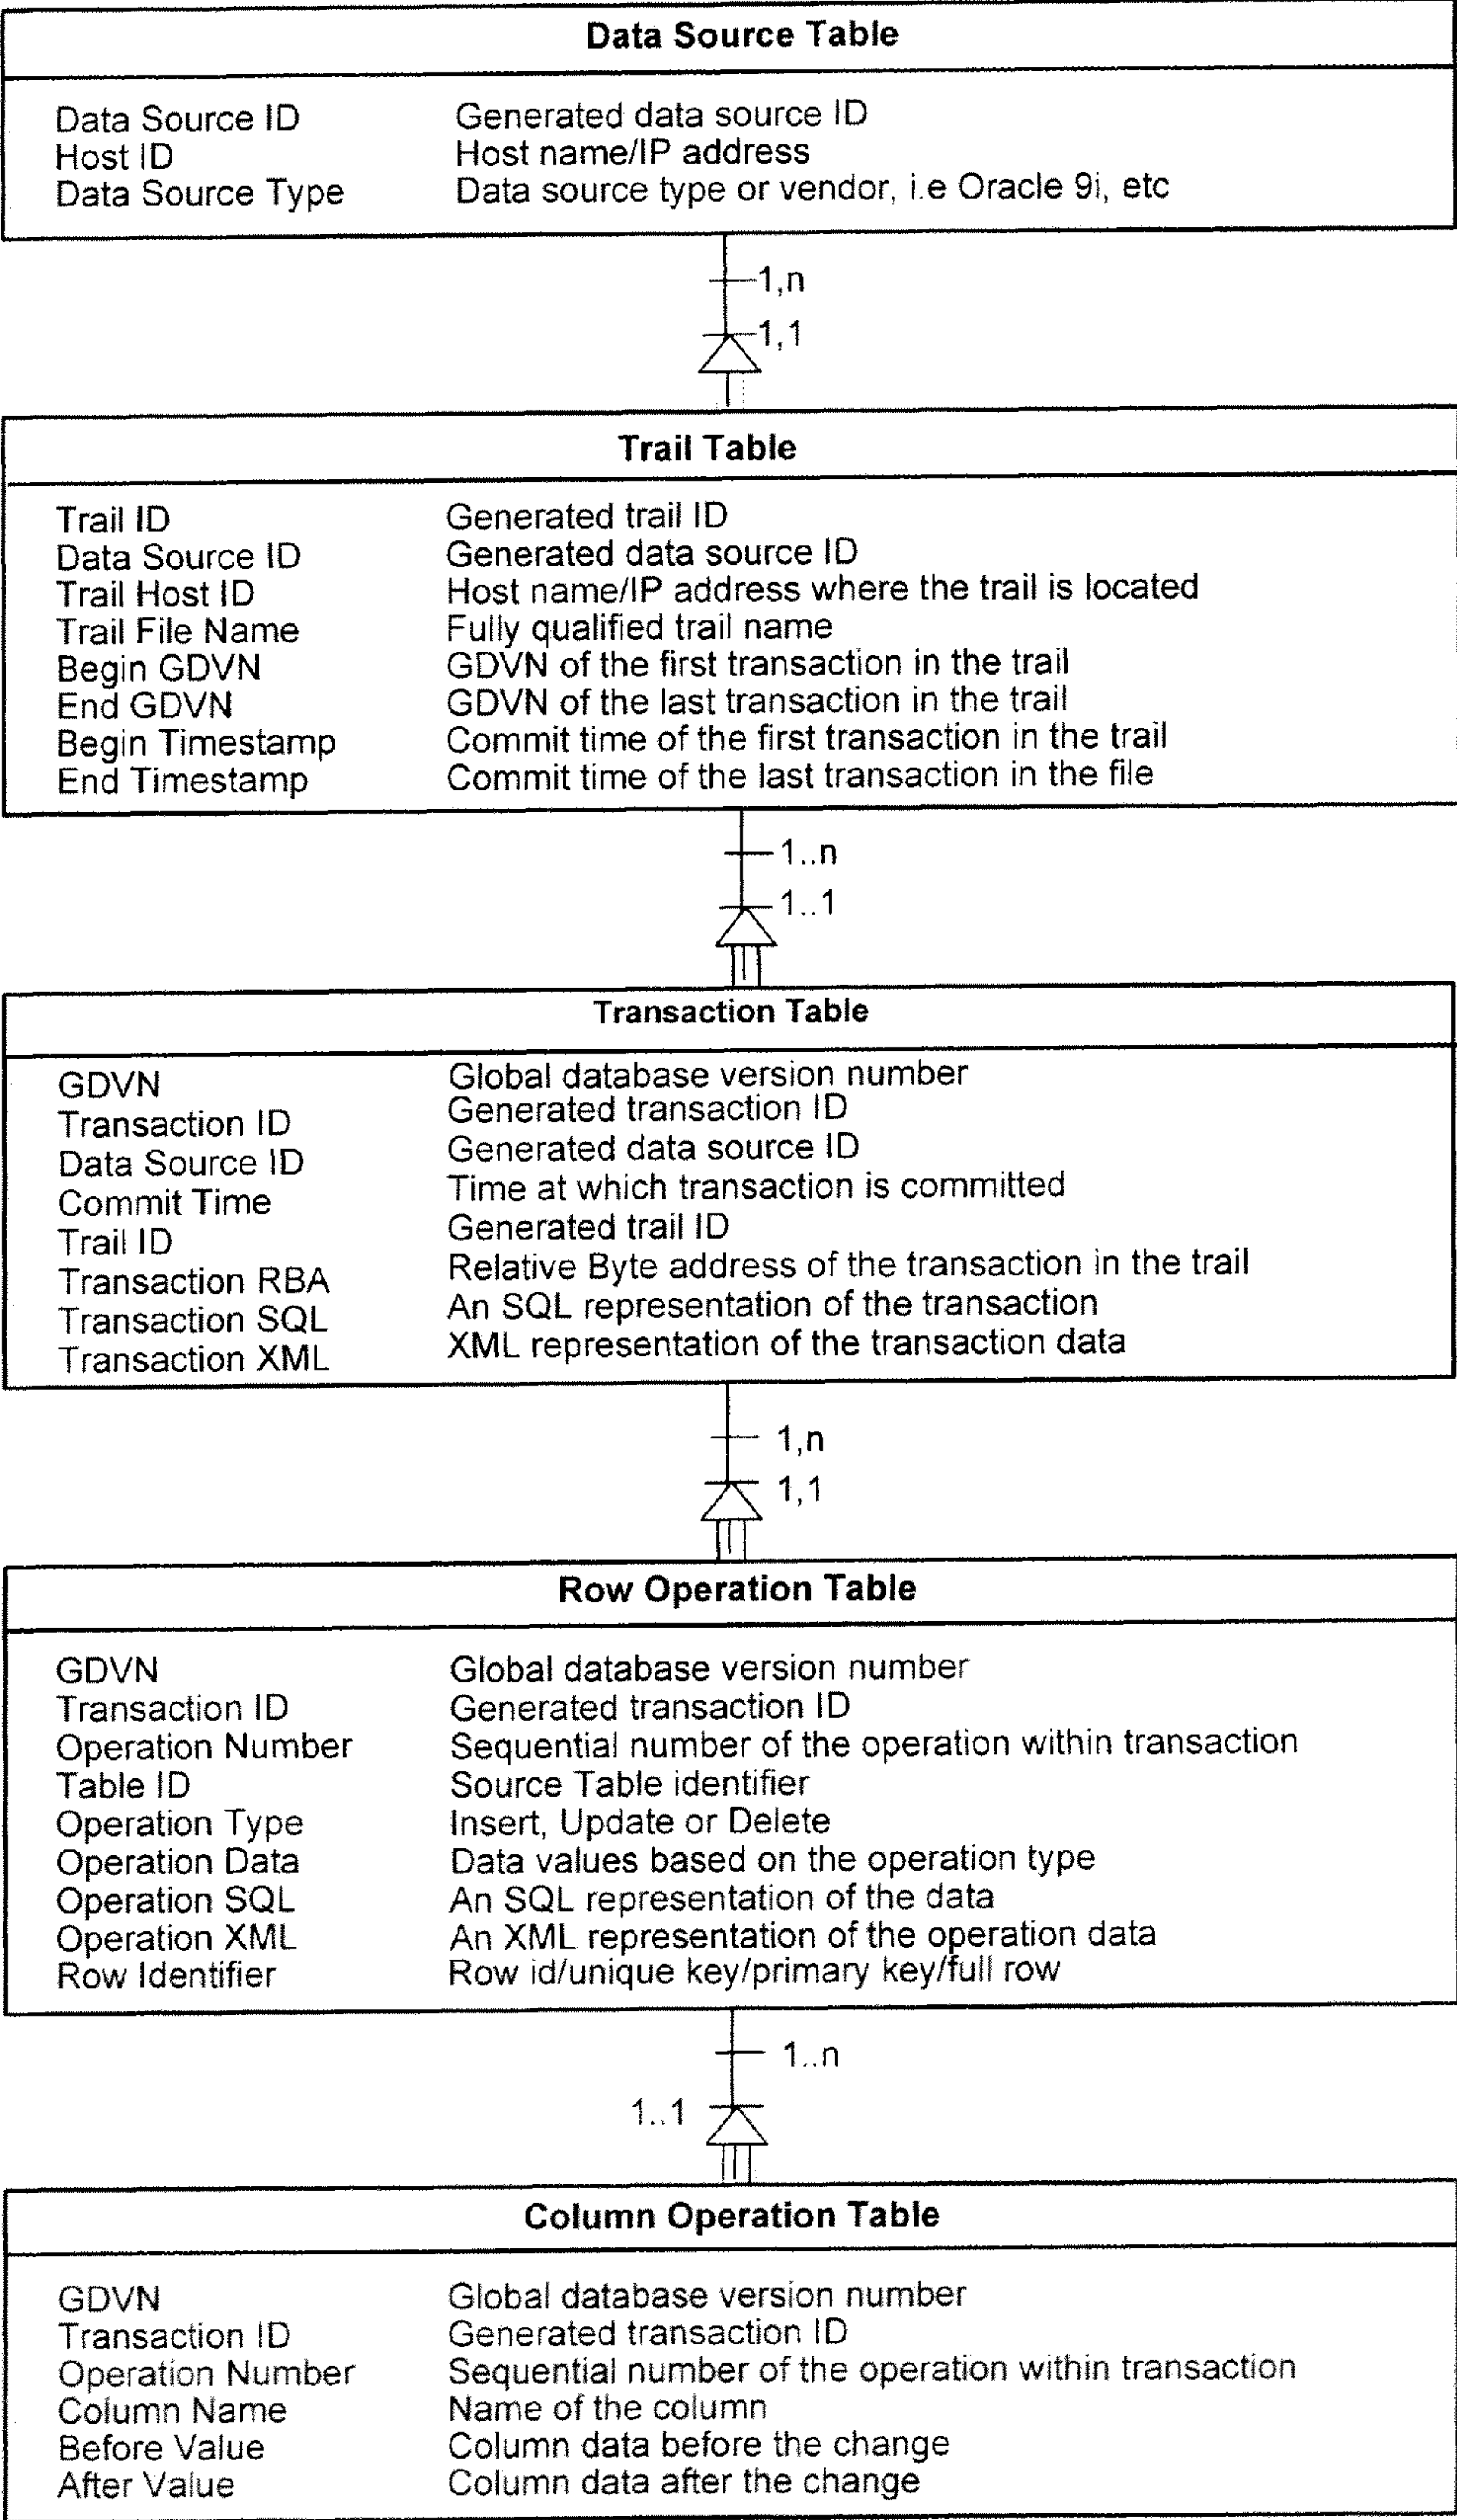 Data Source Table
Data Source ID Generated data source ID
Host ID Host name/IP address
Data Source Type Data source type or vendor, i.e Oracle 9i, etc
1,n
1,1
Trail Table
Trail ID Generated trail ID
Data Source ID Generated data source ID
Trail Host ID Host name/IP address where the trail is located
Trail File Name Fully qualified trail name
Begin GDVN GDVN of the first transaction in the trail
End GDVN GDVN of the last transaction in the trail
Begin Timestamp Commit time of the first transaction in the trail
End Timestamp Commit time of the last transaction in the file
1..n
1..1
Transaction Table
GDVN Global database version number
Transaction ID Generated transaction ID
Data Source ID Generated data source ID
Commit Time Time at which transaction is committed
Trail ID Generated trail ID
Transaction RBA Relative Byte address of the transaction in the trail
Transaction SQL An SQL representation of the transaction
Transaction XML XML representation of the transaction data
1,n
1,1
Row Operation Table
GDVN Global database version number
Transaction ID Generated transaction ID
Operation Number Sequential number of the operation within transaction
Table ID Source Table identifier
Operation Type Insert, Update or Delete
Operation Data Data values based on the operation type
Operation SQL An SQL representation of the data
Operation XML An XML representation of the operation data
Row Identifier Row id/unique key/primary key/full row
1..n
1..1
Column Operation Table
GDVN Global database version number
Transaction ID Generated transaction ID
Operation Number Sequential number of the operation within transaction
Column Name Name of the column
Before Value Column data before the change
After Value Column data after the change